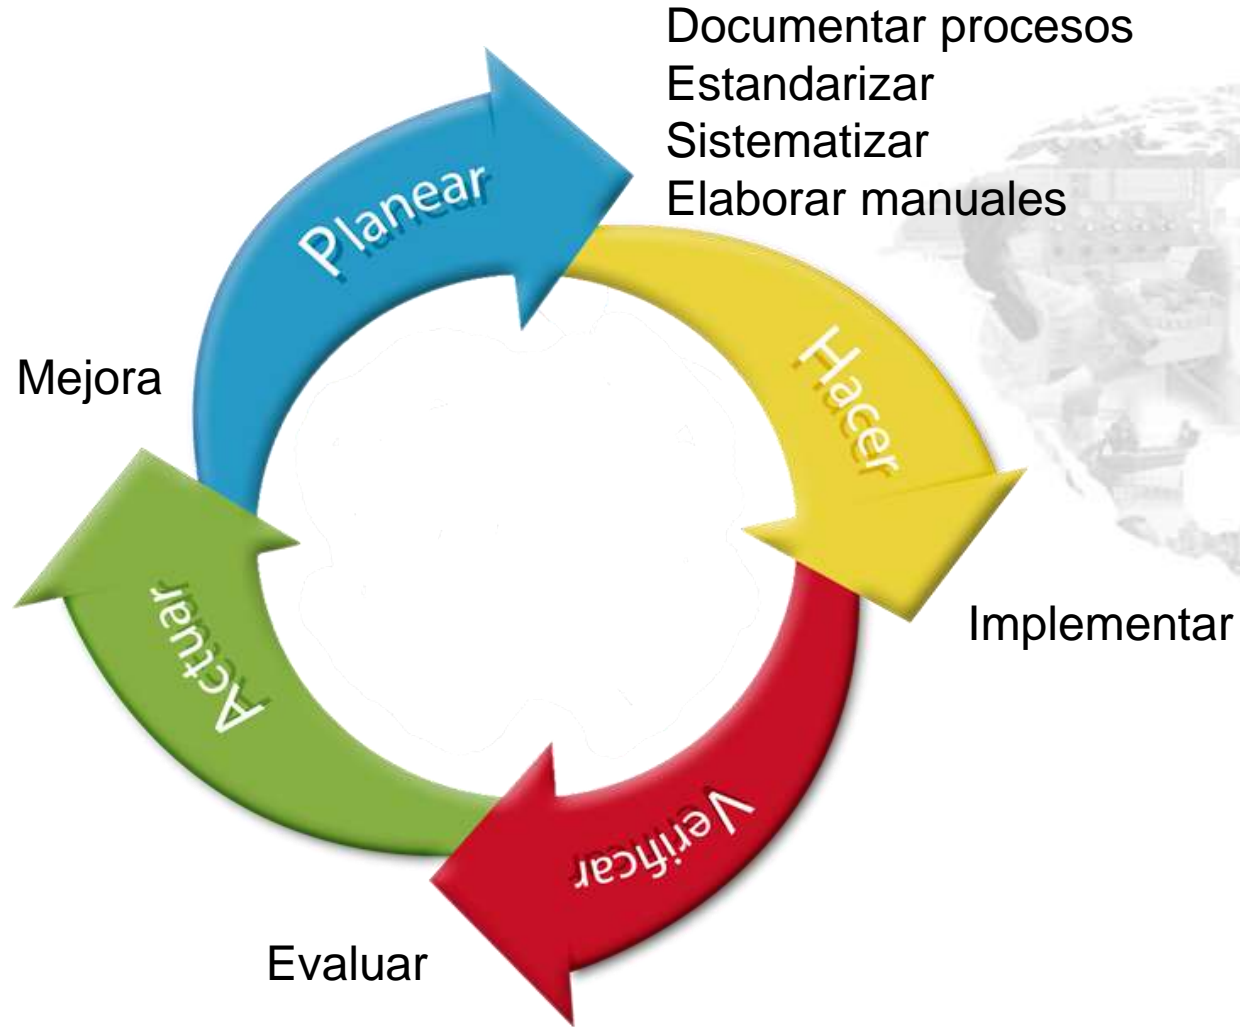 Documentar procesos
Estandarizar
Sistematizar
Elaborar manuales
Planear
Hacer
Mejora
Actuar
Implementar
Verificar
Evaluar